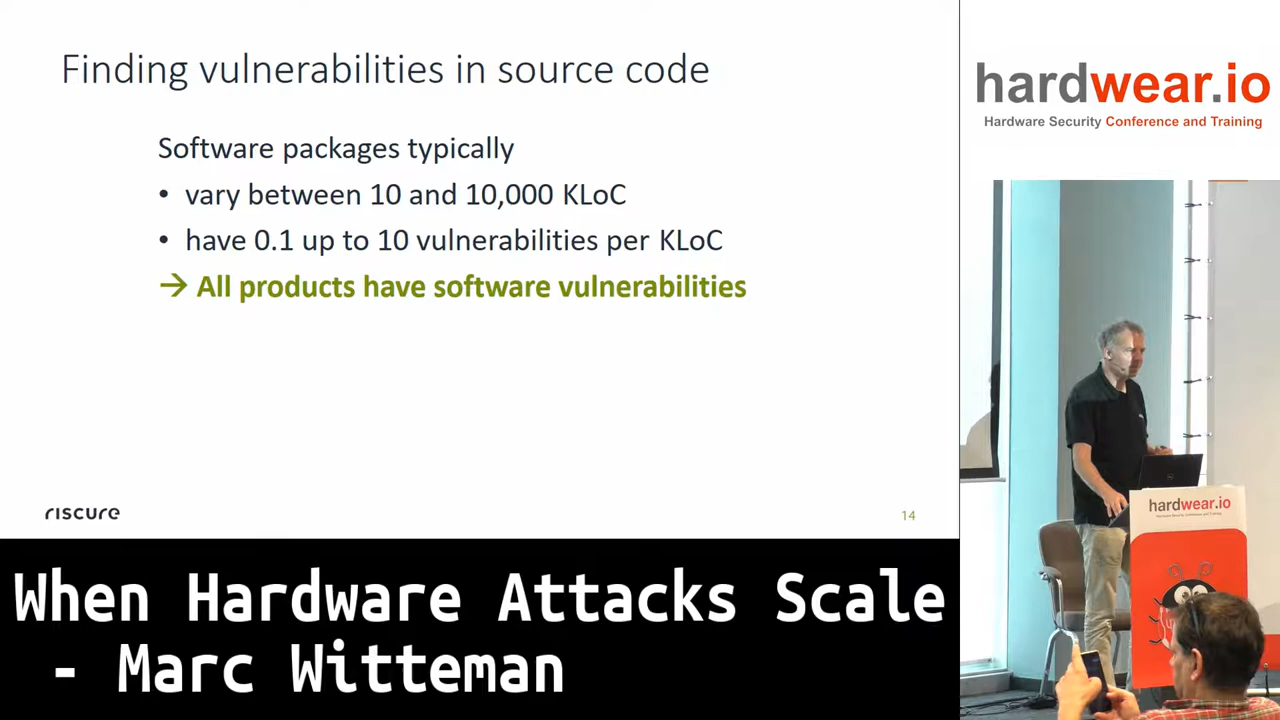 Finding vulnerabilities in source code
Software packages typically
• vary between 10 and 10,000 KLoC
• have 0.1 up to 10 vulnerabilities per KLoC
→ All products have software vulnerabilities
riscure
14
hardwear.io
Hardware Security Conference and Training
hardwear.io
When Hardware Attacks Scale
- Marc Witteman